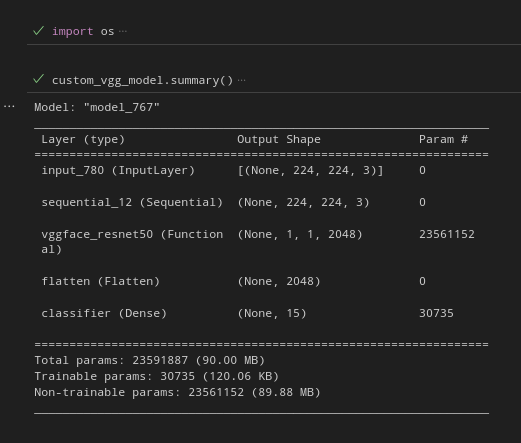 import os ...
custom_vgg_model.summary() ...
... Model: "model_767"
Layer (type) Output Shape Param #
=================================================================
input_780 (InputLayer) [(None, 224, 224, 3)] 0
sequential_12 (Sequential) (None, 224, 224, 3) 0
vggface_resnet50 (Function (None, 1, 1, 2048) 23561152
al)
flatten (Flatten) (None, 2048) 0
classifier (Dense) (None, 15) 30735
=================================================================
Total params: 23591887 (90.00 MB)
Trainable params: 30735 (120.06 KB)
Non-trainable params: 23561152 (89.88 MB)